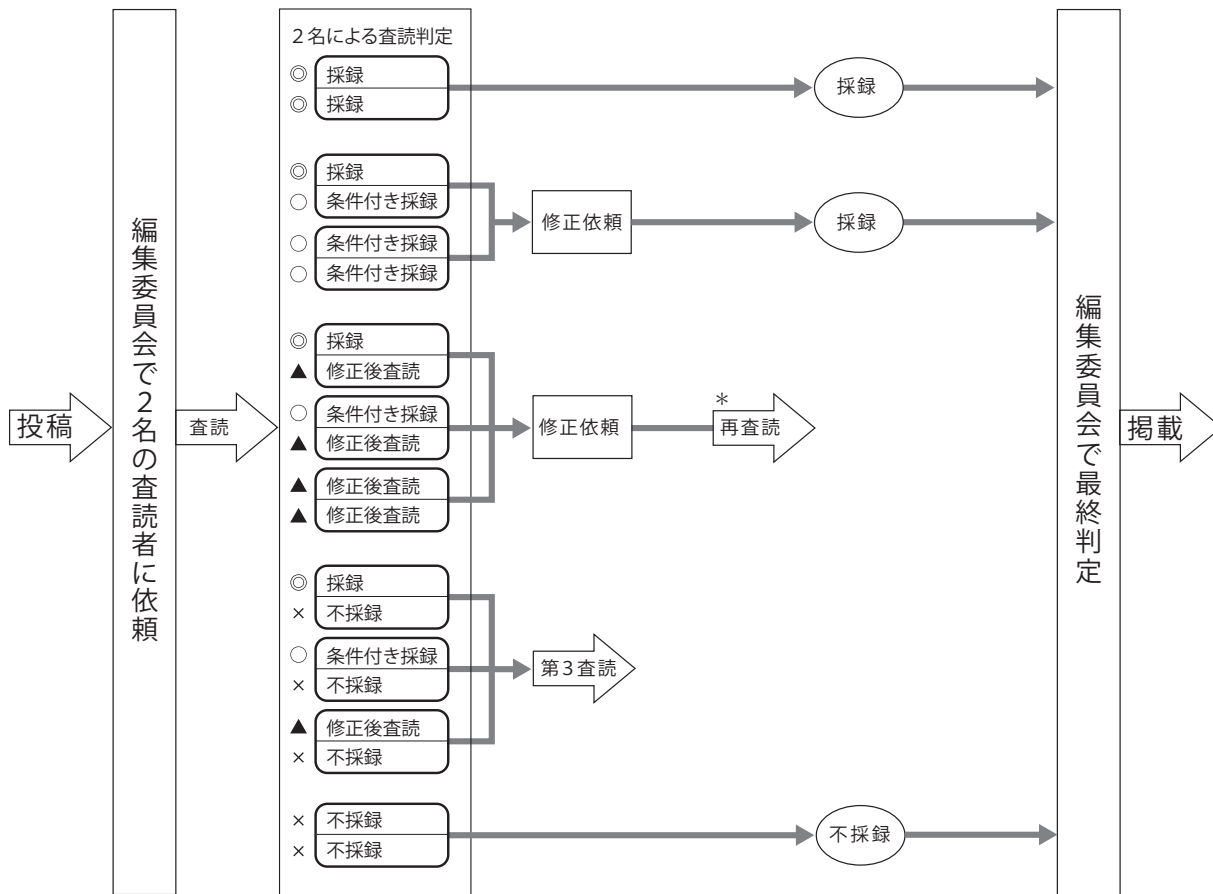 投稿
編集委員会で2名の査読者に依頼
査読
2名による査読判定
◎ 採録
◎ 採録
採録
◎ 採録
○ 条件付き採録
○ 条件付き採録
○ 条件付き採録
修正依頼
採録
◎ 採録
▲ 修正後査読
○ 条件付き採録
▲ 修正後査読
▲ 修正後査読
▲ 修正後査読
修正依頼
*
再査読
◎ 採録
× 不採録
○ 条件付き採録
× 不採録
▲ 修正後査読
× 不採録
第3査読
× 不採録
× 不採録
不採録
編集委員会で最終判定
掲載